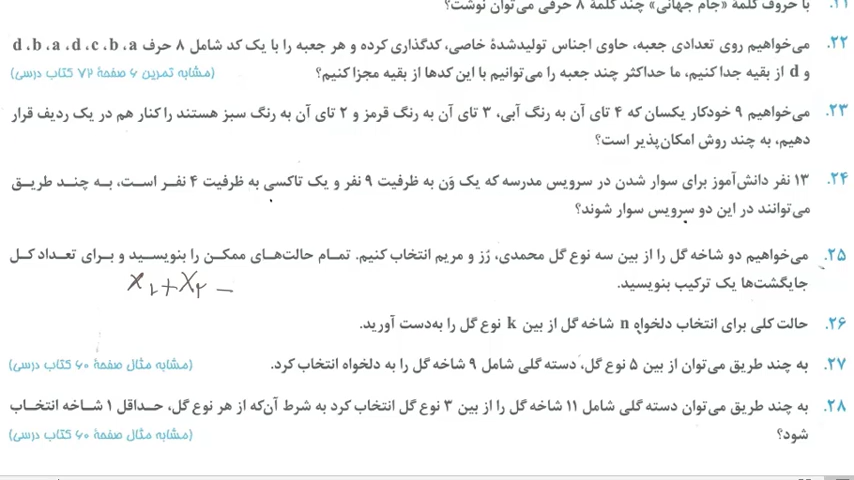 ۲۱. با حروف کلمهٔ «جام جهانی» چند کلمهٔ ۸ حرفی می‌توان نوشت؟
۲۲. می‌خواهیم روی تعدادی جعبه، حاوی اجناس تولیدشدهٔ خاصی، کدگذاری کرده و هر جعبه را با یک کد شامل ۸ حرف d ،b ،a ،d ،c ،b ،a
و d از بقیه جدا کنیم، ما حداکثر چند جعبه را می‌توانیم با این کدها از بقیه مجزا کنیم؟ (مشابه تمرین ۶ صفحهٔ ۷۲ کتاب درسی)
۲۳. می‌خواهیم ۹ خودکار یکسان که ۴ تای آن به رنگ آبی، ۳ تای آن به رنگ قرمز و ۲ تای آن به رنگ سبز هستند را کنار هم در یک ردیف قرار
دهیم، به چند روش امکان‌پذیر است؟
۲۴. ۱۳ نفر دانش‌آموز برای سوار شدن در سرویس مدرسه که یک وَن به ظرفیت ۹ نفر و یک تاکسی به ظرفیت ۴ نفر است، به چند طریق
می‌توانند در این دو سرویس سوار شوند؟
۲۵. می‌خواهیم دو شاخه گل را از بین سه نوع گل محمدی، رُز و مریم انتخاب کنیم. تمام حالت‌های ممکن را بنویسید و برای تعداد کل
جایگشت‌ها یک ترکیب بنویسید.
۲۶. حالت کلی برای انتخاب دلخواه n شاخه گل از بین k نوع گل را به‌دست آورید.
۲۷. به چند طریق می‌توان از بین ۵ نوع گل، دسته گلی شامل ۹ شاخه گل را به دلخواه انتخاب کرد. (مشابه مثال صفحهٔ ۶۰ کتاب درسی)
۲۸. به چند طریق می‌توان دسته گلی شامل ۱۱ شاخه گل را از بین ۳ نوع گل انتخاب کرد به شرط آن‌که از هر نوع گل، حداقل ۱ شاخه انتخاب
شود؟ (مشابه مثال صفحهٔ ۶۰ کتاب درسی)